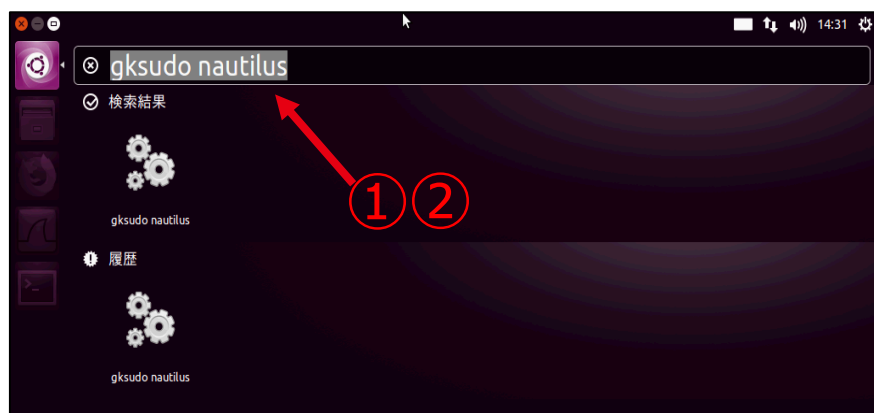 14:31
gksudo nautilus
検索結果
gksudo nautilus
①②
履歴
gksudo nautilus